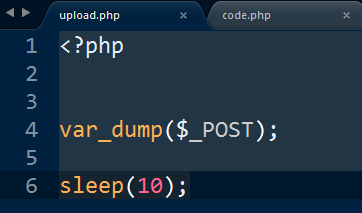 upload.php × code.php ×
1 <?php
2
3
4 var_dump($_POST);
5
6 sleep(10);